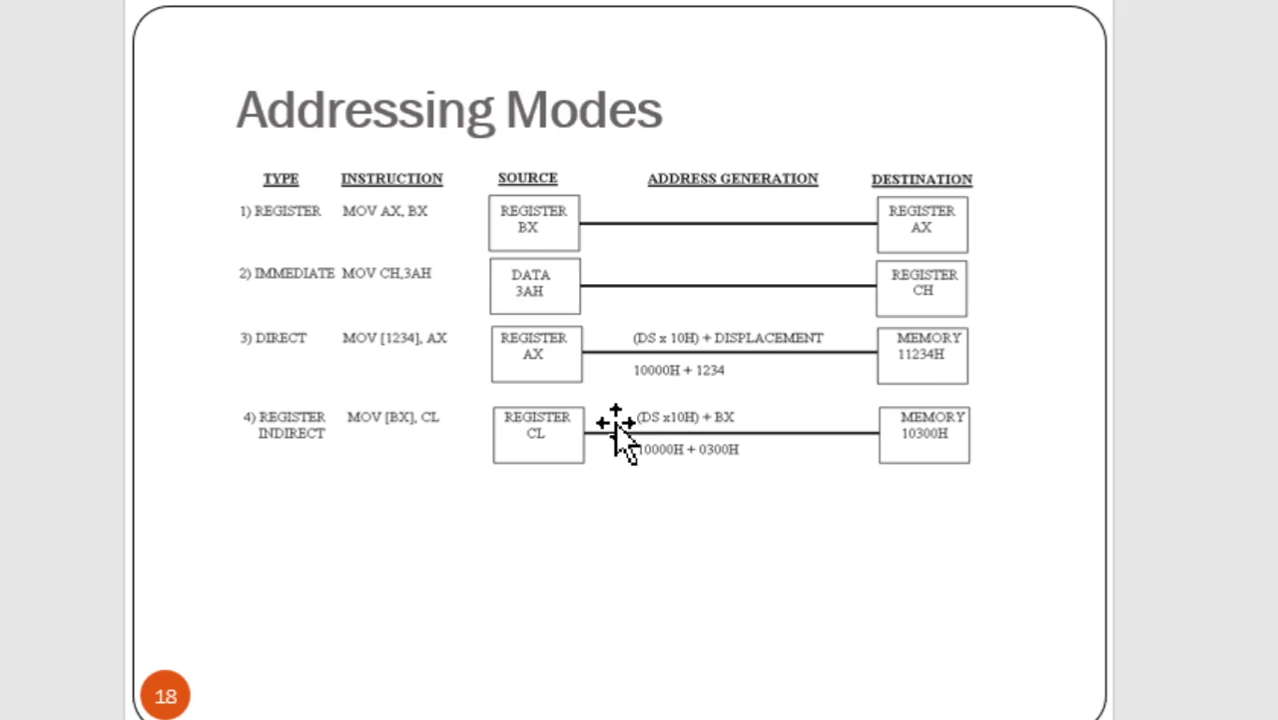 Addressing Modes
TYPE INSTRUCTION SOURCE ADDRESS GENERATION DESTINATION
1) REGISTER MOV AX, BX REGISTER BX REGISTER AX
2) IMMEDIATE MOV CH,3AH DATA 3AH REGISTER CH
3) DIRECT MOV [1234], AX REGISTER AX (DS x 10H) + DISPLACEMENT MEMORY 11234H
10000H + 1234
4) REGISTER INDIRECT MOV [BX], CL REGISTER CL (DS x10H) + BX MEMORY 10300H
10000H + 0300H
18